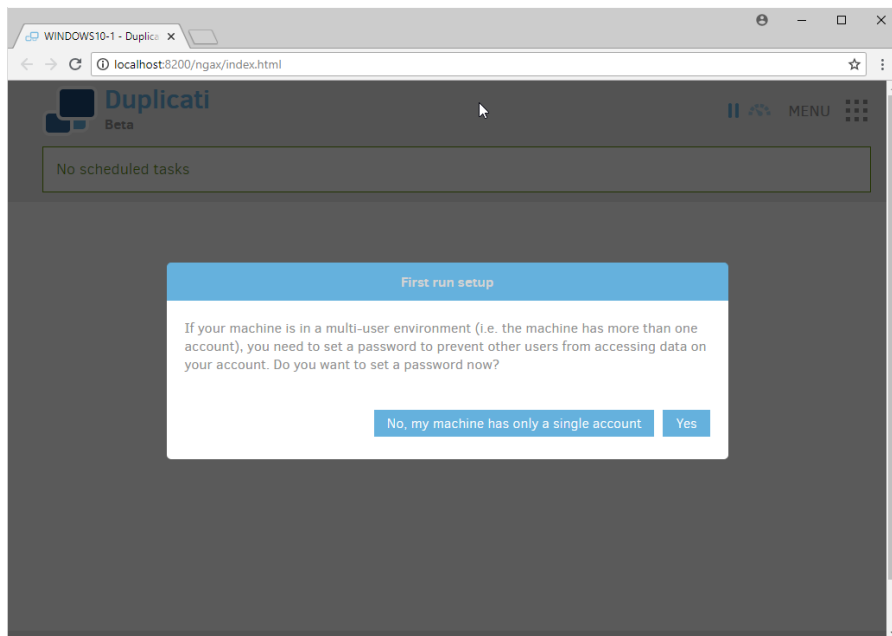 WINDOWS10-1 - Duplica
localhost:8200/ngax/index.html
Duplicati
Beta
MENU
No scheduled tasks
First run setup
If your machine is in a multi-user environment (i.e. the machine has more than one
account), you need to set a password to prevent other users from accessing data on
your account. Do you want to set a password now?
No, my machine has only a single account
Yes